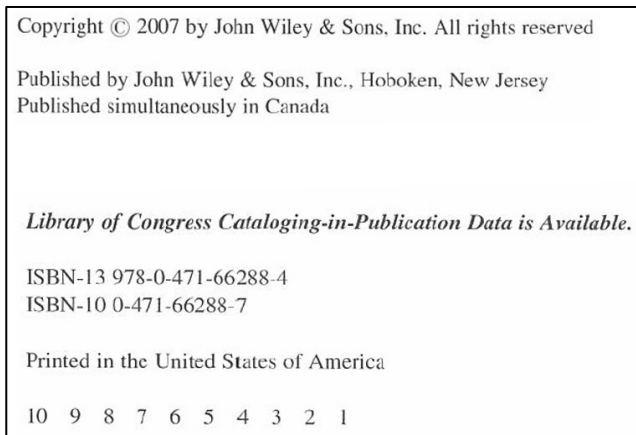 Copyright © 2007 by John Wiley & Sons, Inc. All rights reserved
Published by John Wiley & Sons, Inc., Hoboken, New Jersey
Published simultaneously in Canada
Library of Congress Cataloging-in-Publication Data is Available.
ISBN-13 978-0-471-66288-4
ISBN-10 0-471-66288-7
Printed in the United States of America
10 9 8 7 6 5 4 3 2 1